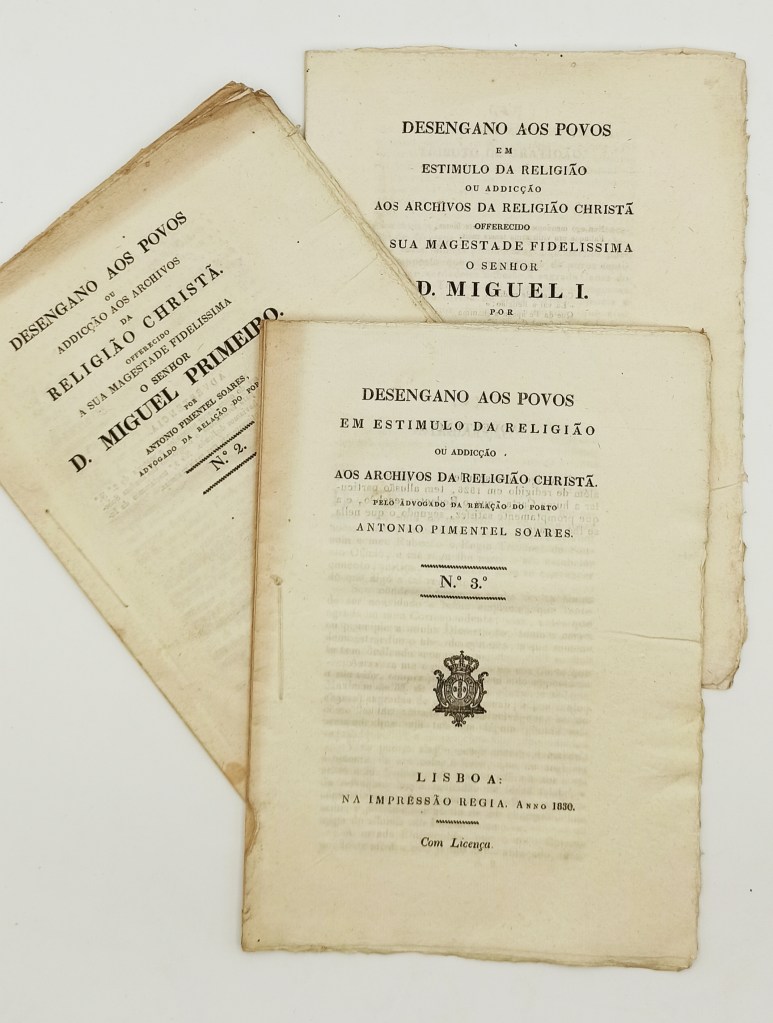 DESENGANO AOS POVOS
EM
ESTIMULO DA RELIGIÃO
OU ADDICÇÃO
AOS ARCHIVOS DA RELIGIÃO CHRISTÃ
OFFERECIDO
SUA MAGESTADE FIDELISSIMA
O SENHOR
D. MIGUEL I.
POR
DESENGANO AOS POVOS
OU
ADDICÇÃO AOS ARCHIVOS
DA
RELIGIÃO CHRISTÃ.
OFFERECIDO
A SUA MAGESTADE FIDELISSIMA
O SENHOR
D. MIGUEL PRIMEIRO.
POR
ANTONIO PIMENTEL SOARES,
ADVOGADO DA RELAÇÃO DO POR
N.º 2.
DESENGANO AOS POVOS
EM ESTIMULO DA RELIGIÃO
OU ADDICÇÃO
AOS ARCHIVOS DA RELIGIÃO CHRISTÃ.
PELO ADVOGADO DA RELAÇÃO DO PORTO
ANTONIO PIMENTEL SOARES.
N.º 3.º
LISBOA:
NA IMPRESSÃO REGIA. ANNO 1830.
Com Licença.